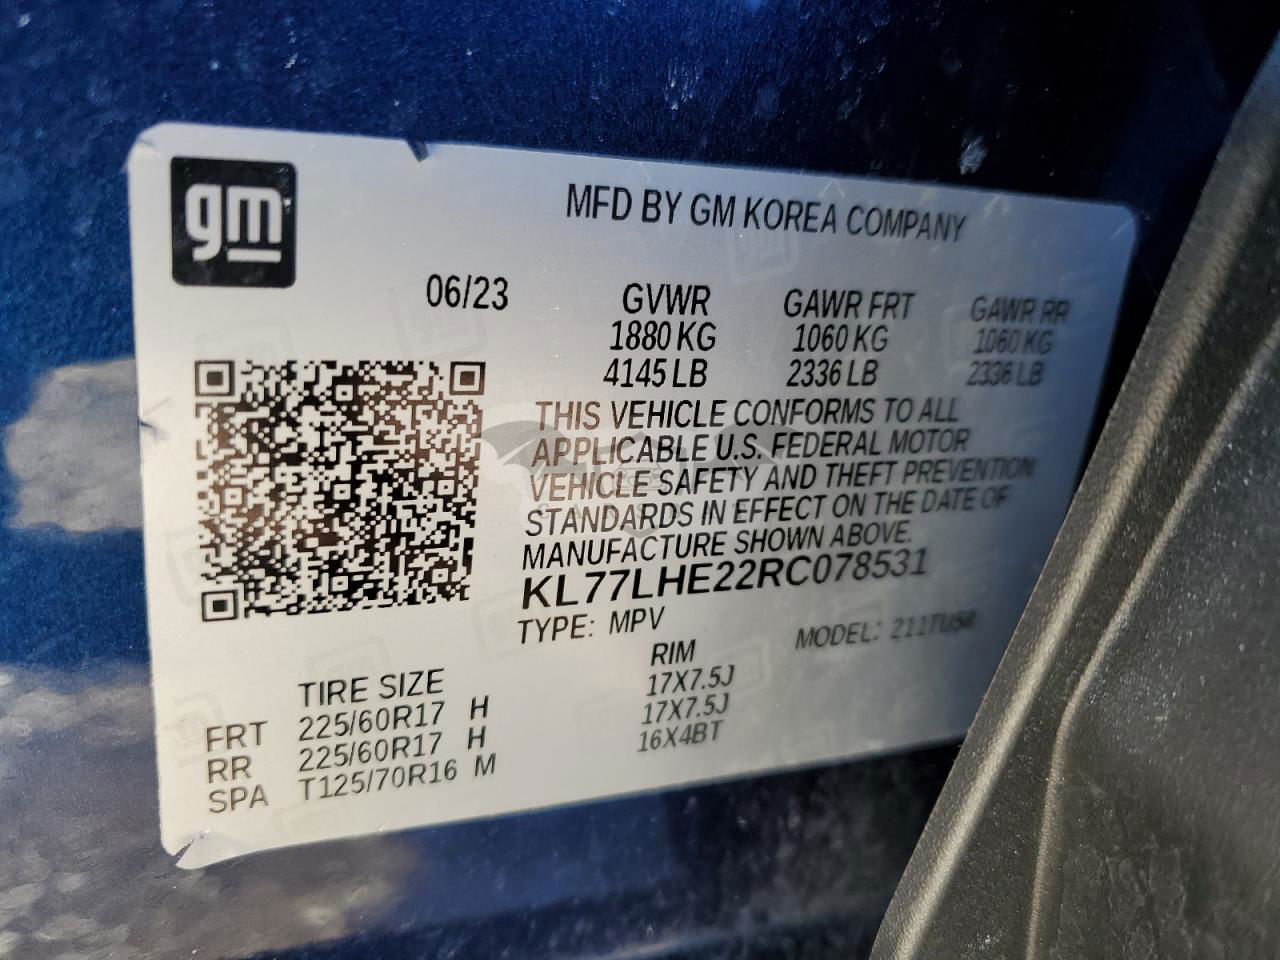 gm
MFD BY GM KOREA COMPANY
06/23 GVWR GAWR FRT GAWR RR
1880 KG 1060 KG 1060 KG
4145 LB 2336 LB 2336 LB
THIS VEHICLE CONFORMS TO ALL
APPLICABLE U.S. FEDERAL MOTOR
VEHICLE SAFETY AND THEFT PREVENTION
STANDARDS IN EFFECT ON THE DATE OF
MANUFACTURE SHOWN ABOVE.
KL77LHE22RC078531
TYPE: MPV MODEL: 211TU58
TIRE SIZE RIM
FRT 225/60R17 H 17X7.5J
RR 225/60R17 H 17X7.5J
SPA T125/70R16 M 16X4BT